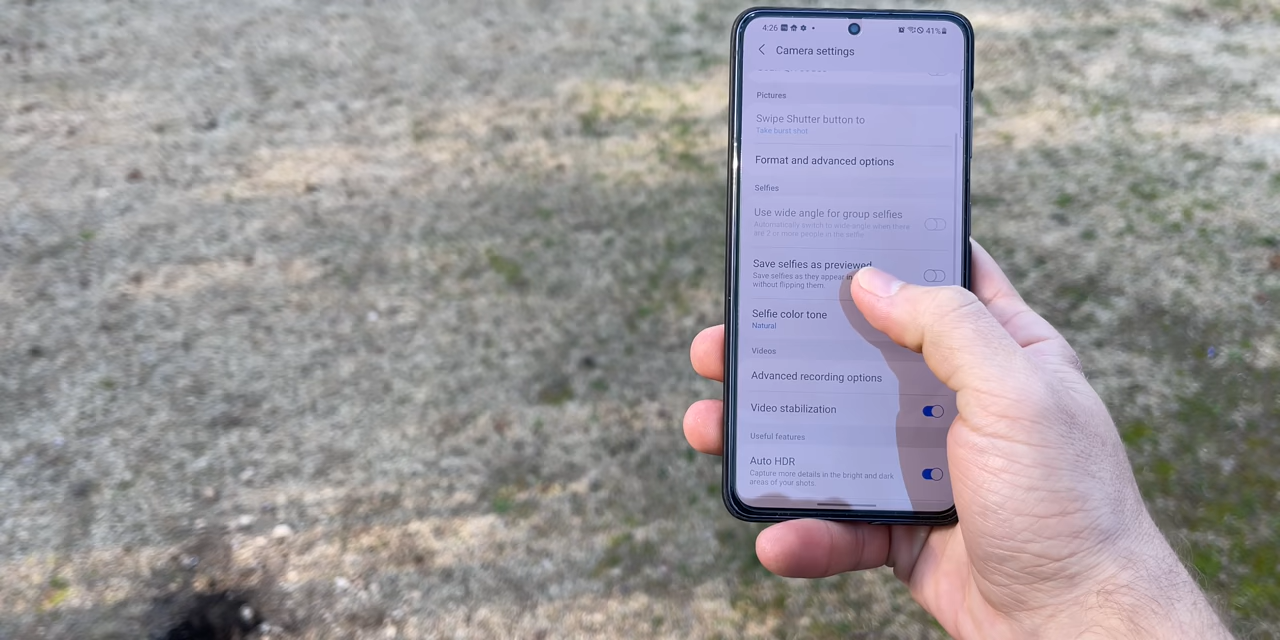 4:26
41%
Camera settings
Pictures
Swipe Shutter button to
Take burst shot
Format and advanced options
Selfies
Use wide angle for group selfies
Automatically switch to wide angle when there
are 2 or more people in the selfie.
Save selfies as previewed
Save selfies as they appear in
without flipping them.
Selfie color tone
Natural
Videos
Advanced recording options
Video stabilization
Useful features
Auto HDR
Capture more details in the bright and dark
areas of your shots.